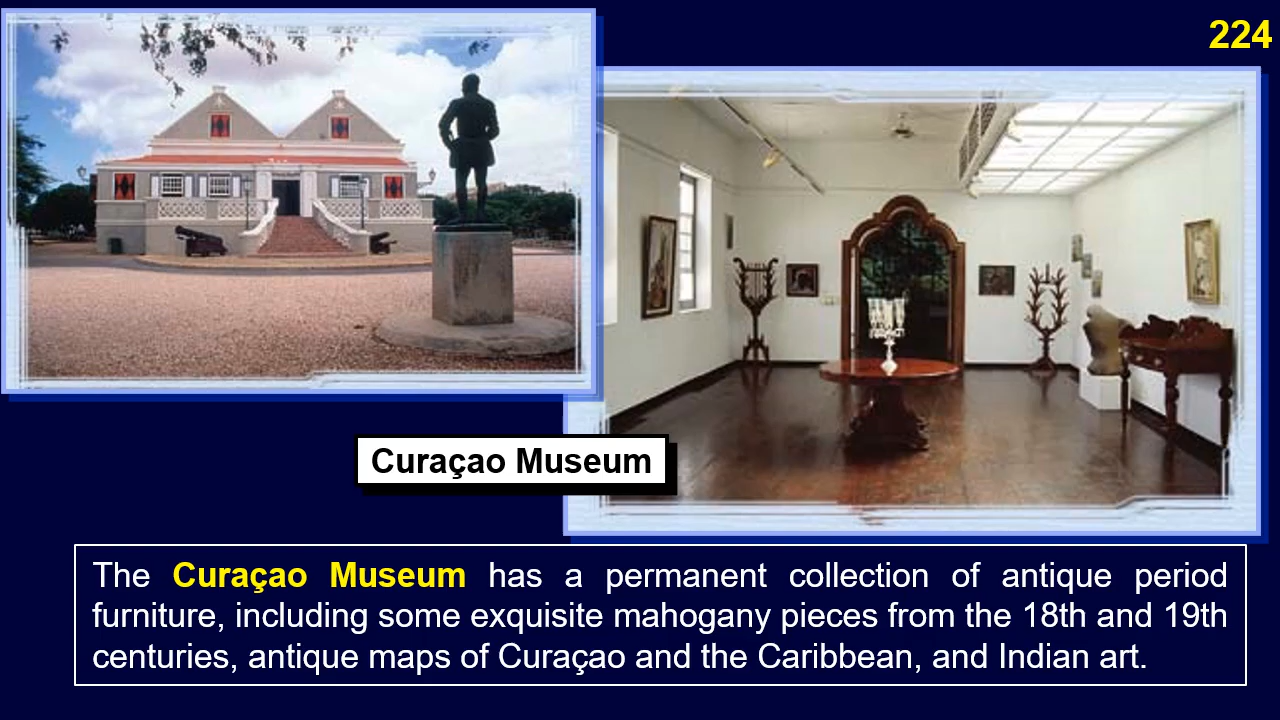 224
Curaçao Museum
The Curaçao Museum has a permanent collection of antique period
furniture, including some exquisite mahogany pieces from the 18th and 19th
centuries, antique maps of Curaçao and the Caribbean, and Indian art.